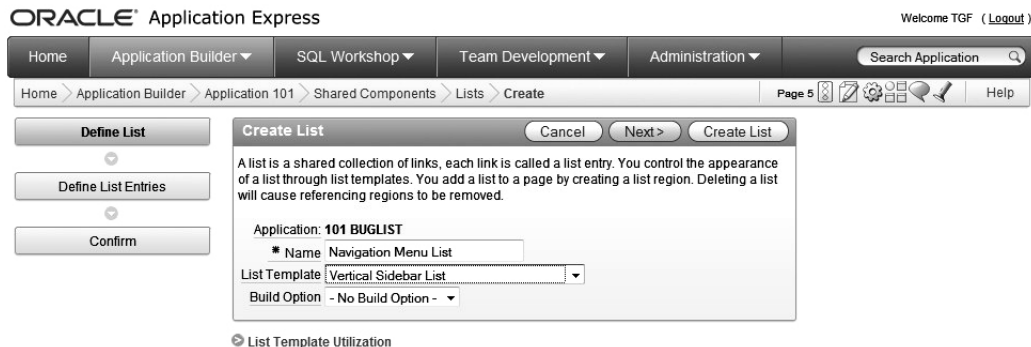 ORACLE Application Express
Welcome TGF ( Logout )
Home Application Builder SQL Workshop Team Development Administration Search Application
Home Application Builder Application 101 Shared Components Lists Create Page 5 Help
Define List
Define List Entries
Confirm
Create List Cancel Next > Create List
A list is a shared collection of links, each link is called a list entry. You control the appearance
of a list through list templates. You add a list to a page by creating a list region. Deleting a list
will cause referencing regions to be removed.
Application: 101 BUGLIST
* Name Navigation Menu List
List Template Vertical Sidebar List
Build Option - No Build Option -
List Template Utilization